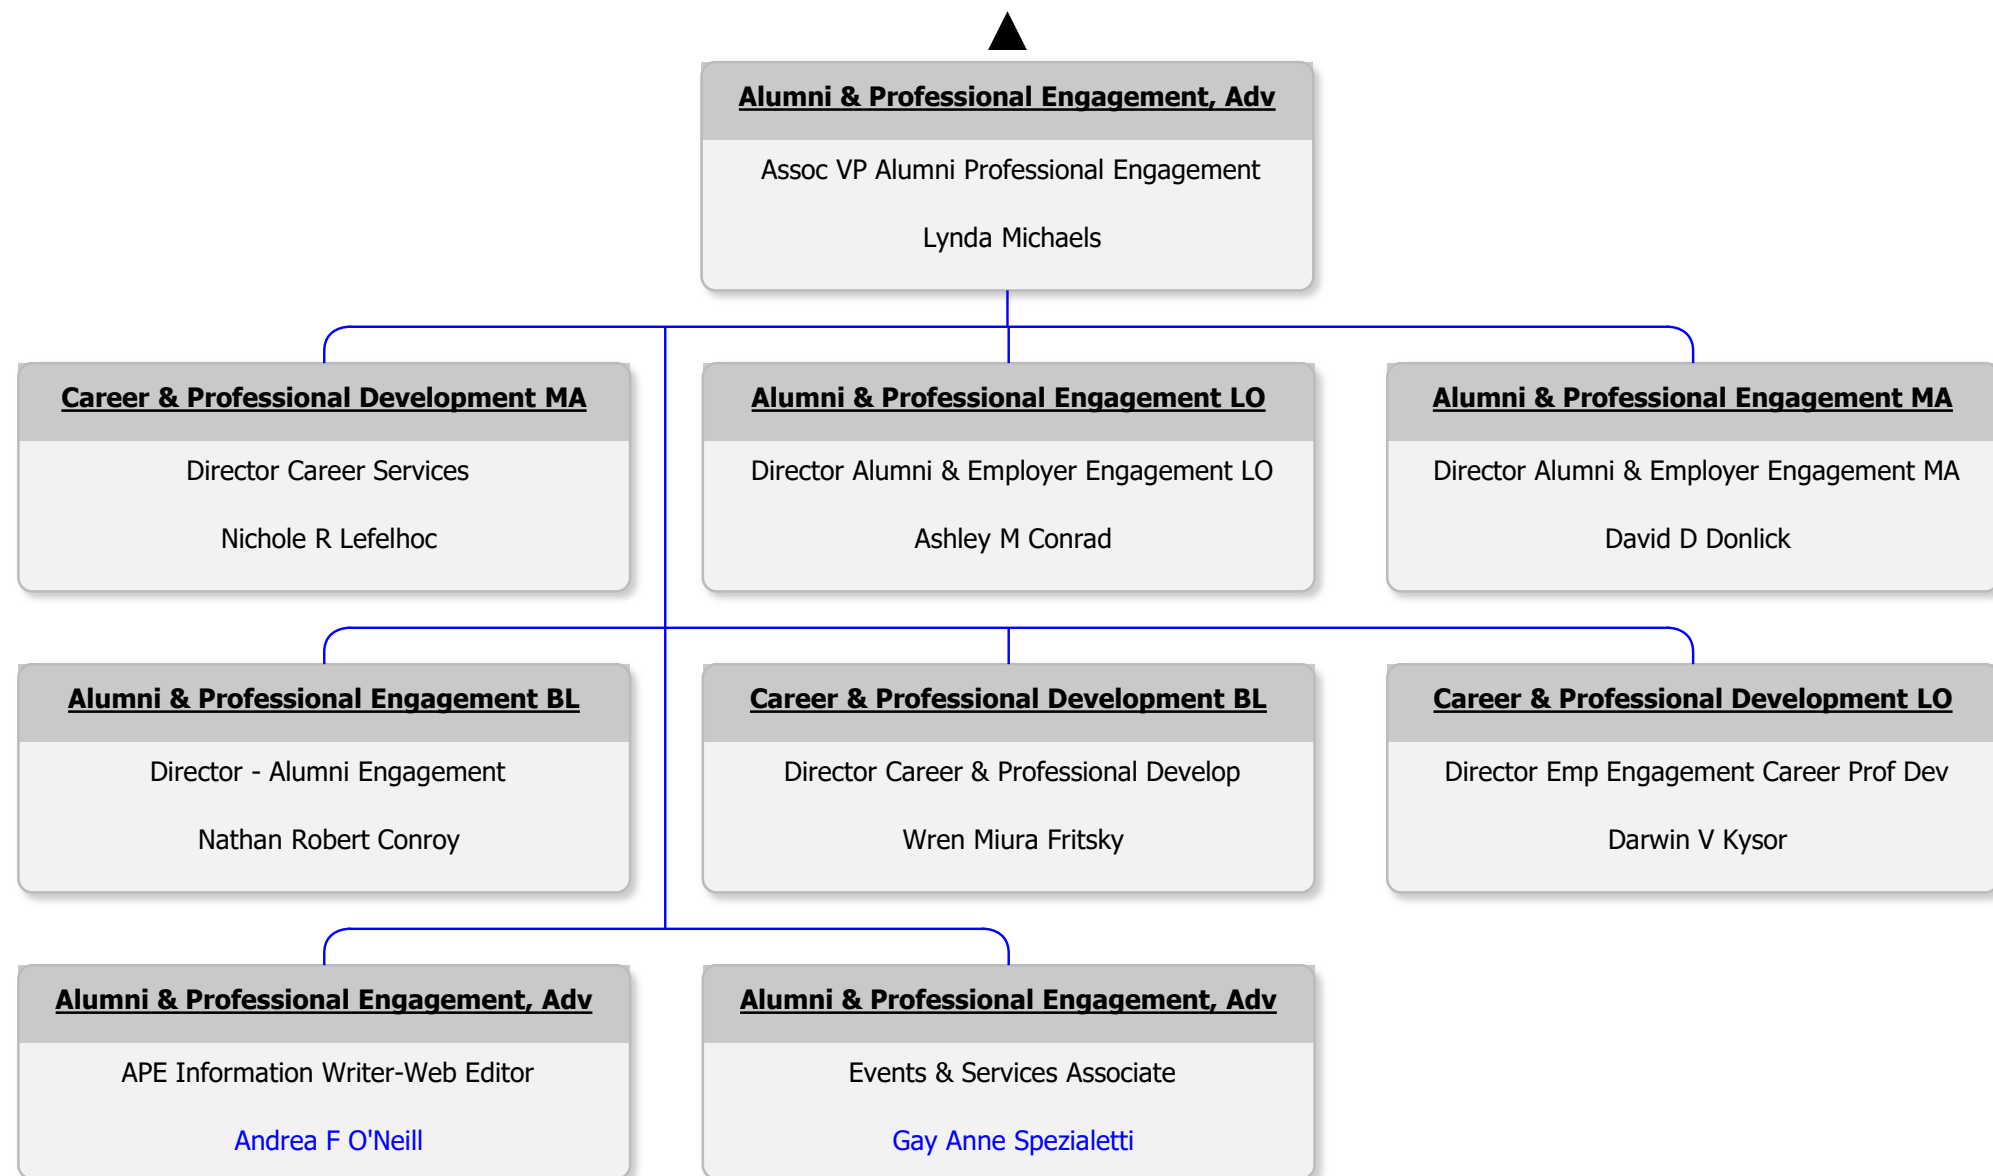 Alumni & Professional Engagement, Adv
Assoc VP Alumni Professional Engagement
Lynda Michaels
Career & Professional Development MA
Director Career Services
Nichole R Lefelhoc
Alumni & Professional Engagement LO
Director Alumni & Employer Engagement LO
Ashley M Conrad
Alumni & Professional Engagement MA
Director Alumni & Employer Engagement MA
David D Donlick
Alumni & Professional Engagement BL
Director - Alumni Engagement
Nathan Robert Conroy
Career & Professional Development BL
Director Career & Professional Develop
Wren Miura Fritsky
Career & Professional Development LO
Director Emp Engagement Career Prof Dev
Darwin V Kysor
Alumni & Professional Engagement, Adv
APE Information Writer-Web Editor
Andrea F O'Neill
Alumni & Professional Engagement, Adv
Events & Services Associate
Gay Anne Spezialetti